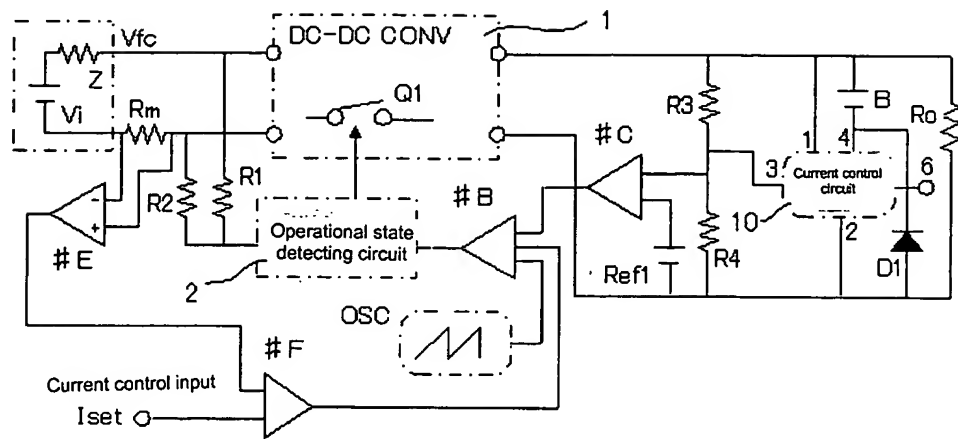 DC-DC CONV
1
Vfc
Z
Vi
Rm
Q1
R3
B
Ro
#C
1
4
3
6
Current control
circuit
10
2
R2
R1
#B
Operational state
detecting circuit
#E
2
Ref1
R4
D1
OSC
#F
Current control input
Iset
-
+